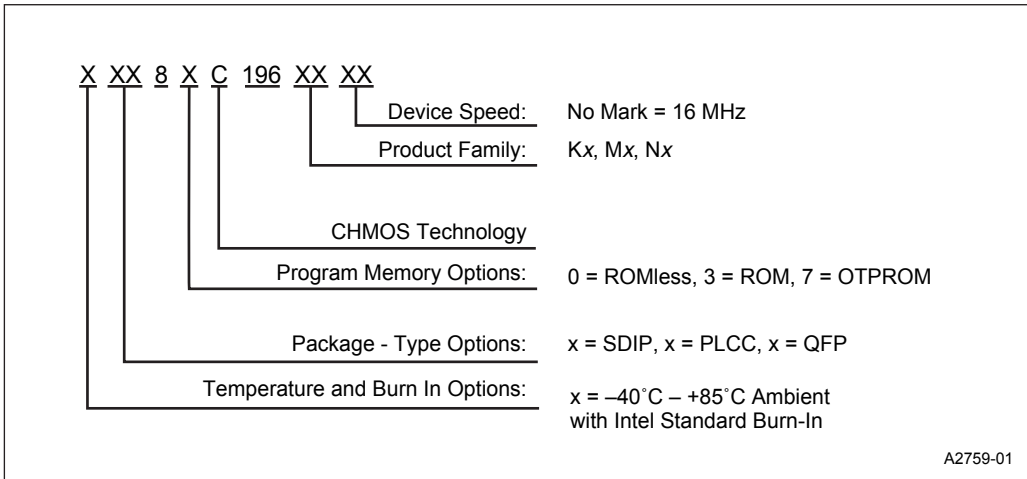 X XX 8 X C 196 XX XX
Device Speed: No Mark = 16 MHz
Product Family: Kx, Mx, Nx
CHMOS Technology
Program Memory Options: 0 = ROMless, 3 = ROM, 7 = OTPROM
Package - Type Options: x = SDIP, x = PLCC, x = QFP
Temperature and Burn In Options: x = –40˚C – +85˚C Ambient
with Intel Standard Burn-In
A2759-01